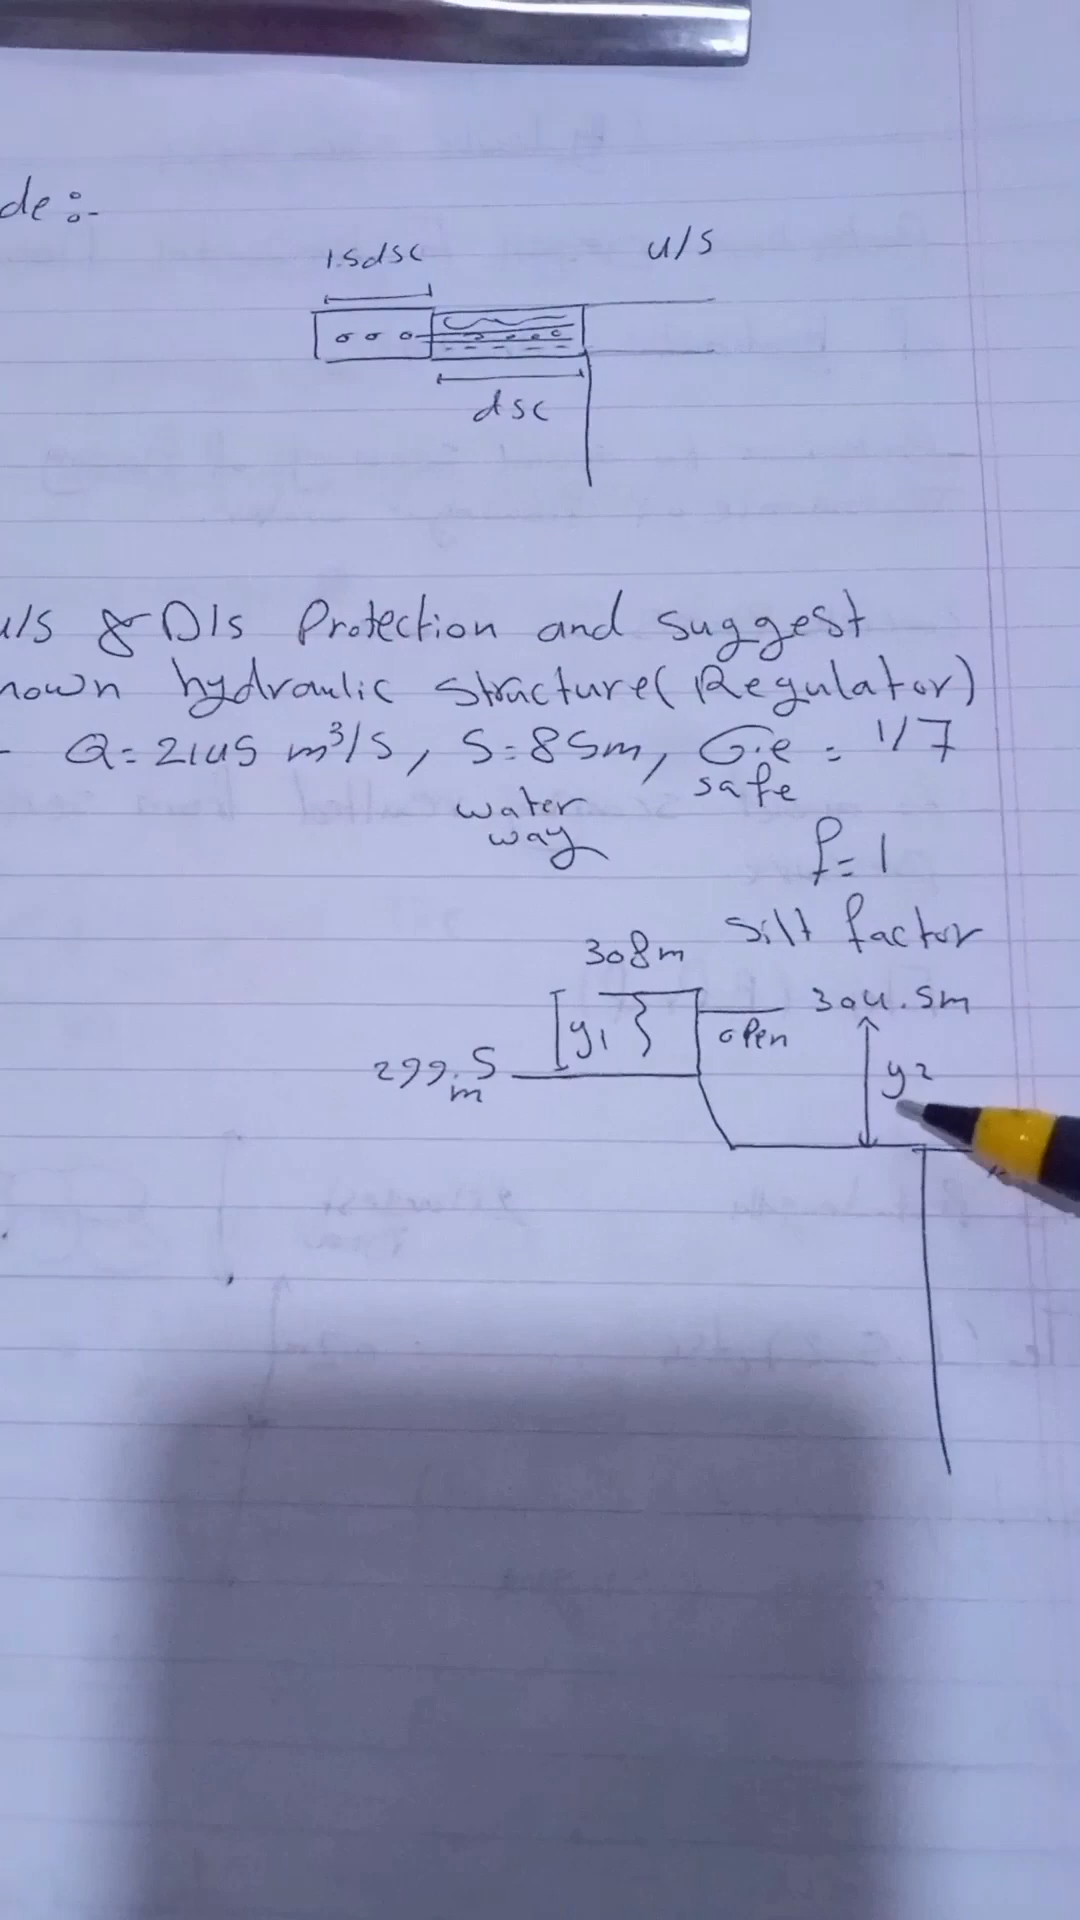 de :-
1.5dsc
u/s
dsc
u/s & D/s Protection and suggest
nown hydraulic structure (Regulator)
- Q = 2145 m³/s, S = 85m, G.e = 1/7
safe
water
way
f = 1
silt factor
308m
304.5m
y1
open
299.5
m
y2